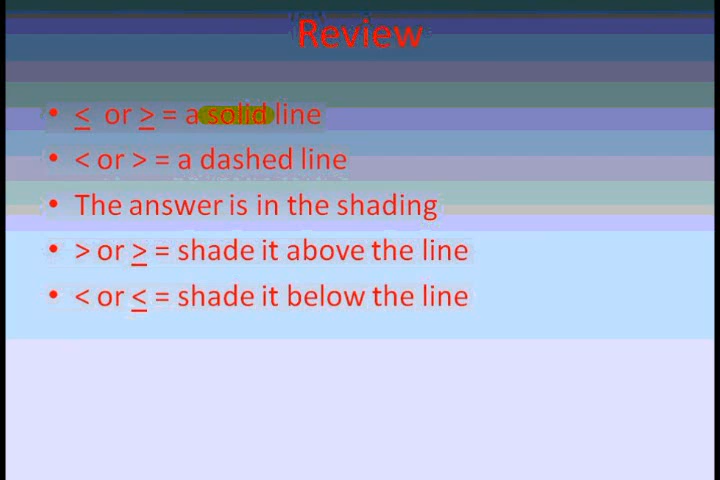 Review
• ≤ or ≥ = a solid line
• < or > = a dashed line
• The answer is in the shading
• > or ≥ = shade it above the line
• < or ≤ = shade it below the line